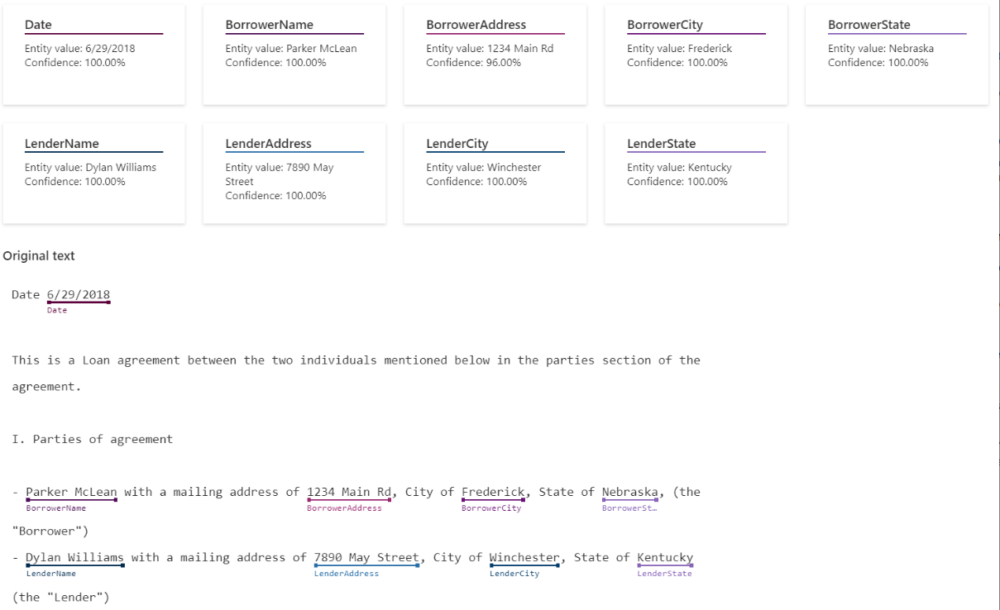 Date
Entity value: 6/29/2018
Confidence: 100.00%
BorrowerName
Entity value: Parker McLean
Confidence: 100.00%
BorrowerAddress
Entity value: 1234 Main Rd
Confidence: 96.00%
BorrowerCity
Entity value: Frederick
Confidence: 100.00%
BorrowerState
Entity value: Nebraska
Confidence: 100.00%
LenderName
Entity value: Dylan Williams
Confidence: 100.00%
LenderAddress
Entity value: 7890 May
Street
Confidence: 100.00%
LenderCity
Entity value: Winchester
Confidence: 100.00%
LenderState
Entity value: Kentucky
Confidence: 100.00%
Original text
Date 6/29/2018
Date
This is a Loan agreement between the two individuals mentioned below in the parties section of the
agreement.
I. Parties of agreement
- Parker McLean with a mailing address of 1234 Main Rd, City of Frederick, State of Nebraska, (the
BorrowerName BorrowerAddress BorrowerCity BorrowerSt…
"Borrower")
- Dylan Williams with a mailing address of 7890 May Street, City of Winchester, State of Kentucky
LenderName LenderAddress LenderCity LenderState
(the "Lender")